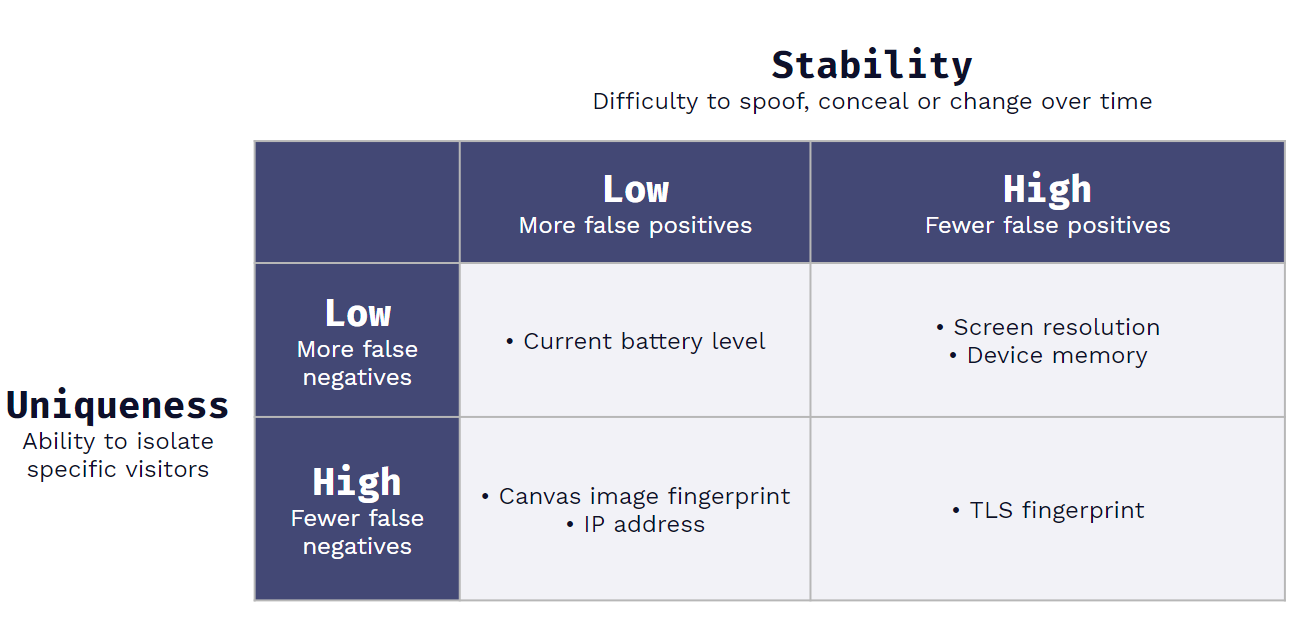 Stability
Difficulty to spoof, conceal or change over time
Low
More false positives
High
Fewer false positives
Low
More false
negatives
• Current battery level
• Screen resolution
• Device memory
Uniqueness
Ability to isolate
specific visitors
High
Fewer false
negatives
• Canvas image fingerprint
• IP address
• TLS fingerprint